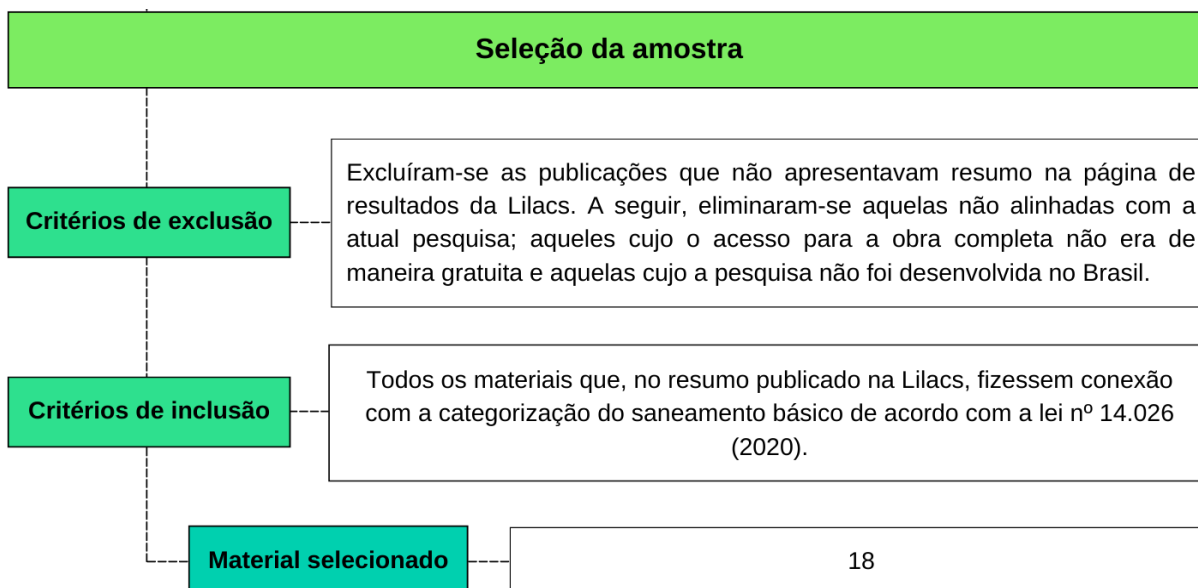 Seleção da amostra
Critérios de exclusão
Excluíram-se as publicações que não apresentavam resumo na página de
resultados da Lilacs. A seguir, eliminaram-se aquelas não alinhadas com a
atual pesquisa; aqueles cujo o acesso para a obra completa não era de
maneira gratuita e aquelas cujo a pesquisa não foi desenvolvida no Brasil.
Critérios de inclusão
Todos os materiais que, no resumo publicado na Lilacs, fizessem conexão
com a categorização do saneamento básico de acordo com a lei nº 14.026
(2020).
Material selecionado
18